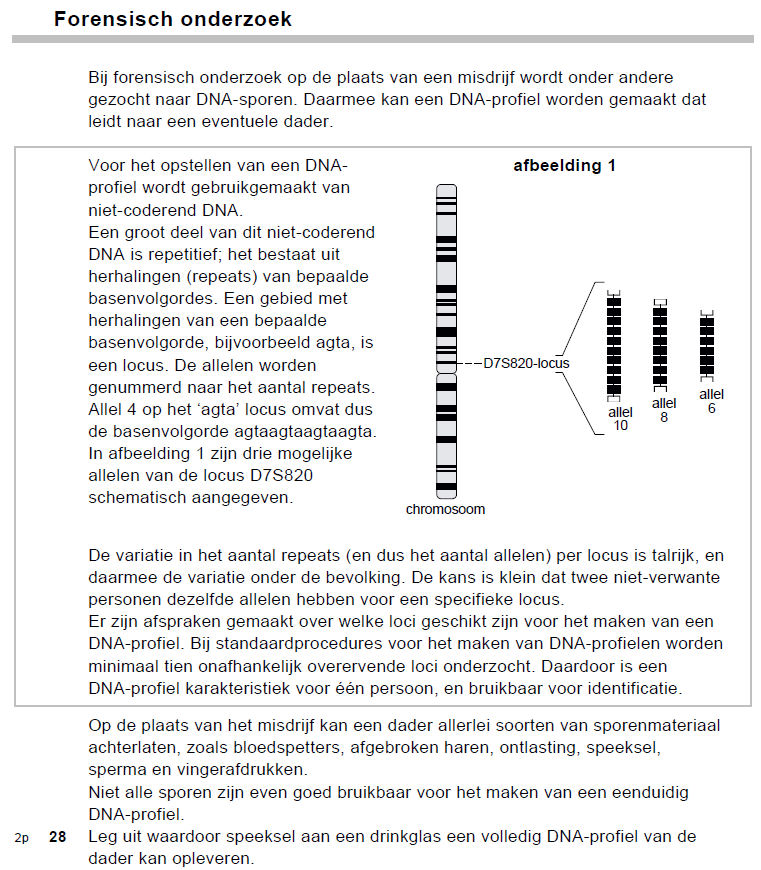 Forensisch onderzoek
Bij forensisch onderzoek op de plaats van een misdrijf wordt onder andere
gezocht naar DNA-sporen. Daarmee kan een DNA-profiel worden gemaakt dat
leidt naar een eventuele dader.
Voor het opstellen van een DNA-
profiel wordt gebruikgemaakt van
niet-coderend DNA.
Een groot deel van dit niet-coderend
DNA is repetitief; het bestaat uit
herhalingen (repeats) van bepaalde
basenvolgordes. Een gebied met
herhalingen van een bepaalde
basenvolgorde, bijvoorbeeld agta, is
een locus. De allelen worden
genummerd naar het aantal repeats.
Allel 4 op het ‘agta’ locus omvat dus
de basenvolgorde agtaagtaagtaagta.
In afbeelding 1 zijn drie mogelijke
allelen van de locus D7S820
schematisch aangegeven.
afbeelding 1
D7S820-locus
allel
10
allel
8
allel
6
chromosoom
De variatie in het aantal repeats (en dus het aantal allelen) per locus is talrijk, en
daarmee de variatie onder de bevolking. De kans is klein dat twee niet-verwante
personen dezelfde allelen hebben voor een specifieke locus.
Er zijn afspraken gemaakt over welke loci geschikt zijn voor het maken van een
DNA-profiel. Bij standaardprocedures voor het maken van DNA-profielen worden
minimaal tien onafhankelijk overervende loci onderzocht. Daardoor is een
DNA-profiel karakteristiek voor één persoon, en bruikbaar voor identificatie.
Op de plaats van het misdrijf kan een dader allerlei soorten van sporenmateriaal
achterlaten, zoals bloedspetters, afgebroken haren, ontlasting, speeksel,
sperma en vingerafdrukken.
Niet alle sporen zijn even goed bruikbaar voor het maken van een eenduidig
DNA-profiel.
2p 28 Leg uit waardoor speeksel aan een drinkglas een volledig DNA-profiel van de
dader kan opleveren.